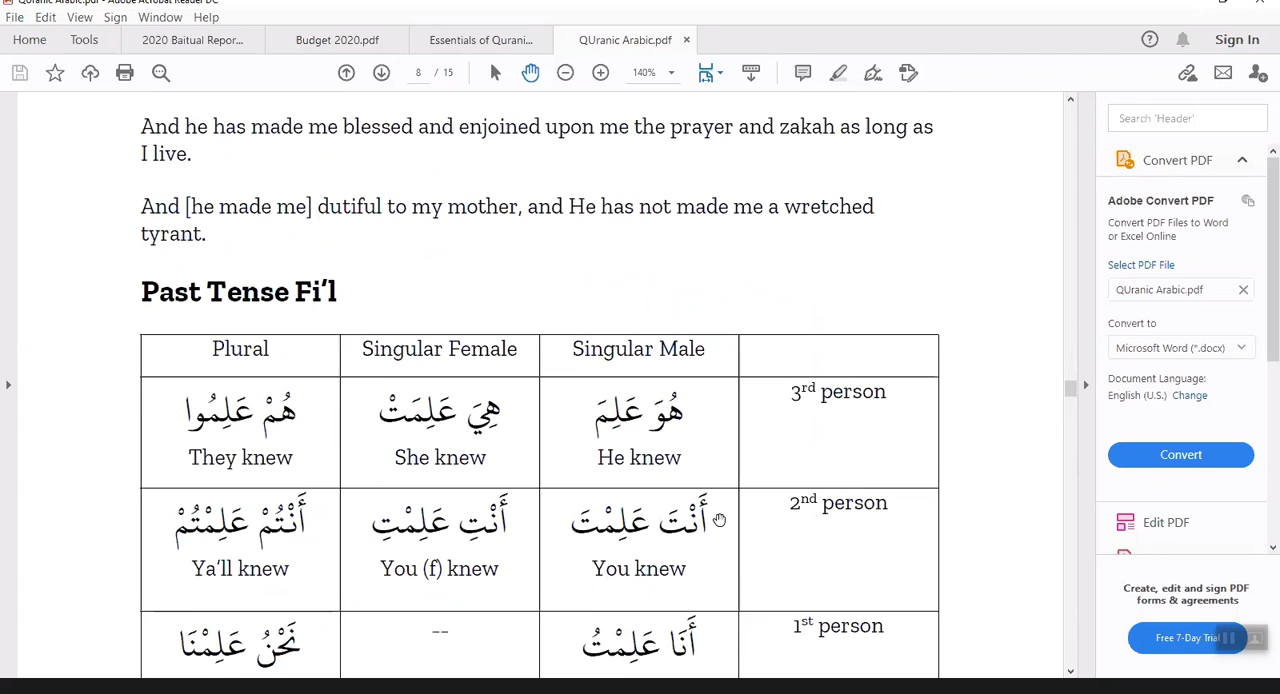 QUranic Arabic.pdf - Adobe Acrobat Reader DC
File Edit View Sign Window Help
Home Tools 2020 Baitual Repor... Budget 2020.pdf Essentials of Qurani... QUranic Arabic.pdf × Sign In
8 / 15 140%
And he has made me blessed and enjoined upon me the prayer and zakah as long as
I live.
And [he made me] dutiful to my mother, and He has not made me a wretched
tyrant.
Past Tense Fi’l
Plural Singular Female Singular Male
هُمْ عَلِمُوا هِيَ عَلِمَتْ هُوَ عَلِمَ 3rd person
They knew She knew He knew
أَنْتُمْ عَلِمْتُمْ أَنْتِ عَلِمْتِ أَنْتَ عَلِمْتَ 2nd person
Ya’ll knew You (f) knew You knew
نَحْنُ عَلِمْنَا -- أَنَا عَلِمْتُ 1st person
Search 'Header'
Convert PDF
Adobe Convert PDF
Convert PDF Files to Word
or Excel Online
Select PDF File
QUranic Arabic.pdf
Convert to
Microsoft Word (*.docx)
Document Language:
English (U.S.) Change
Convert
Edit PDF
Create, edit and sign PDF
forms & agreements
Free 7-Day Trial